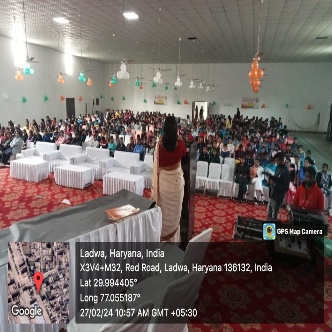 GPS Map Camera
Ladwa, Haryana, India
X3V4+M32, Red Road, Ladwa, Haryana 136132, India
Lat 29.994405°
Long 77.055187°
27/02/24 10:57 AM GMT +05:30
Google